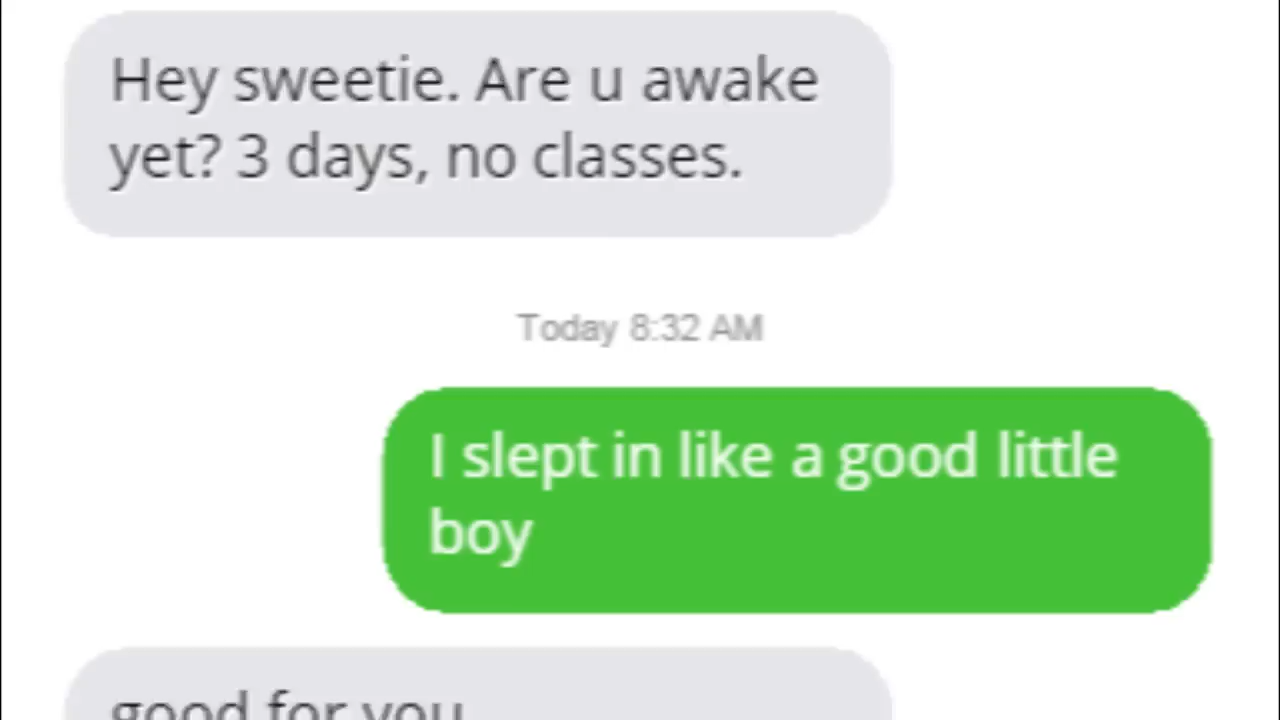 Hey sweetie. Are u awake
yet? 3 days, no classes.
Today 8:32 AM
I slept in like a good little
boy
good for you